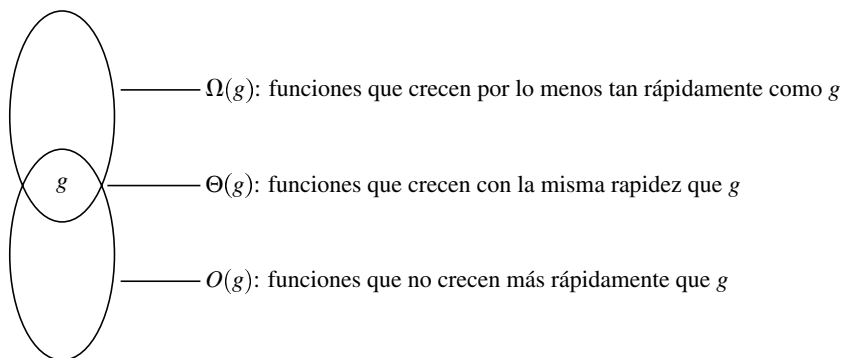 Ω(g): funciones que crecen por lo menos tan rápidamente como g
g
Θ(g): funciones que crecen con la misma rapidez que g
O(g): funciones que no crecen más rápidamente que g